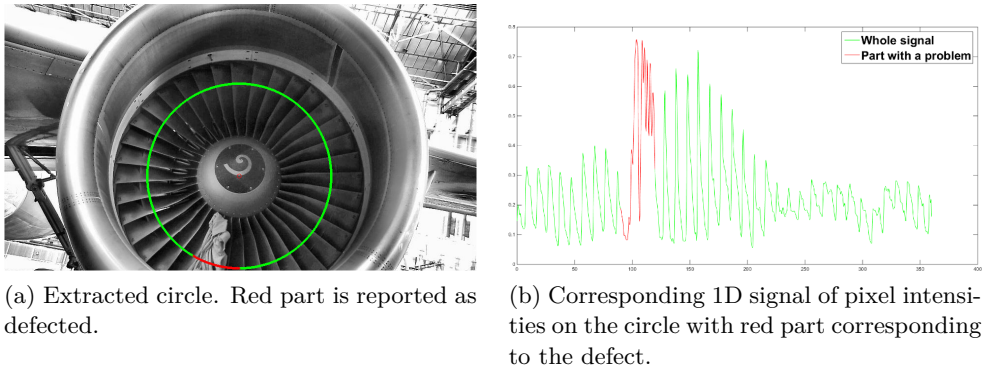 0.8
0.7
0.6
0.5
0.4
0.3
0.2
0.1
0
0 50 100 150 200 250 300 350 400
Whole signal
Part with a problem
(a) Extracted circle. Red part is reported as
defected.
(b) Corresponding 1D signal of pixel intensi-
ties on the circle with red part corresponding
to the defect.